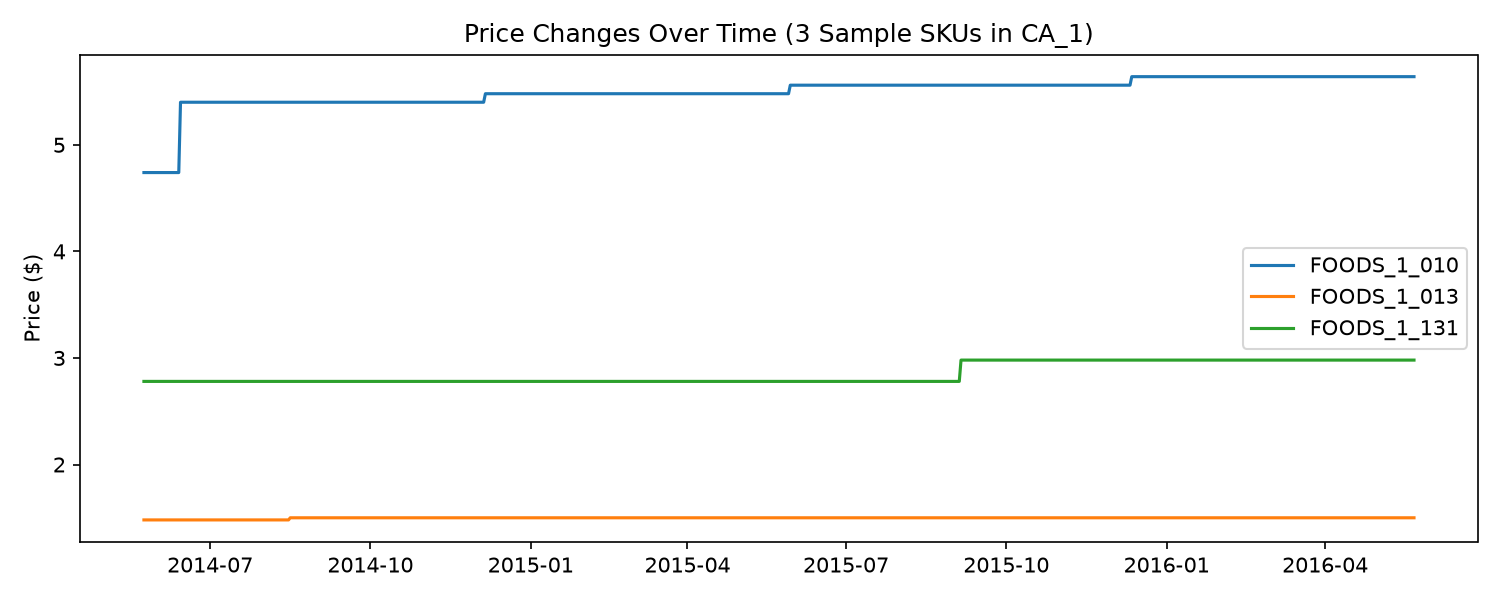 Price Changes Over Time (3 Sample SKUs in CA_1)
Price ($)
5
4
3
2
FOODS_1_010
FOODS_1_013
FOODS_1_131
2014-07 2014-10 2015-01 2015-04 2015-07 2015-10 2016-01 2016-04